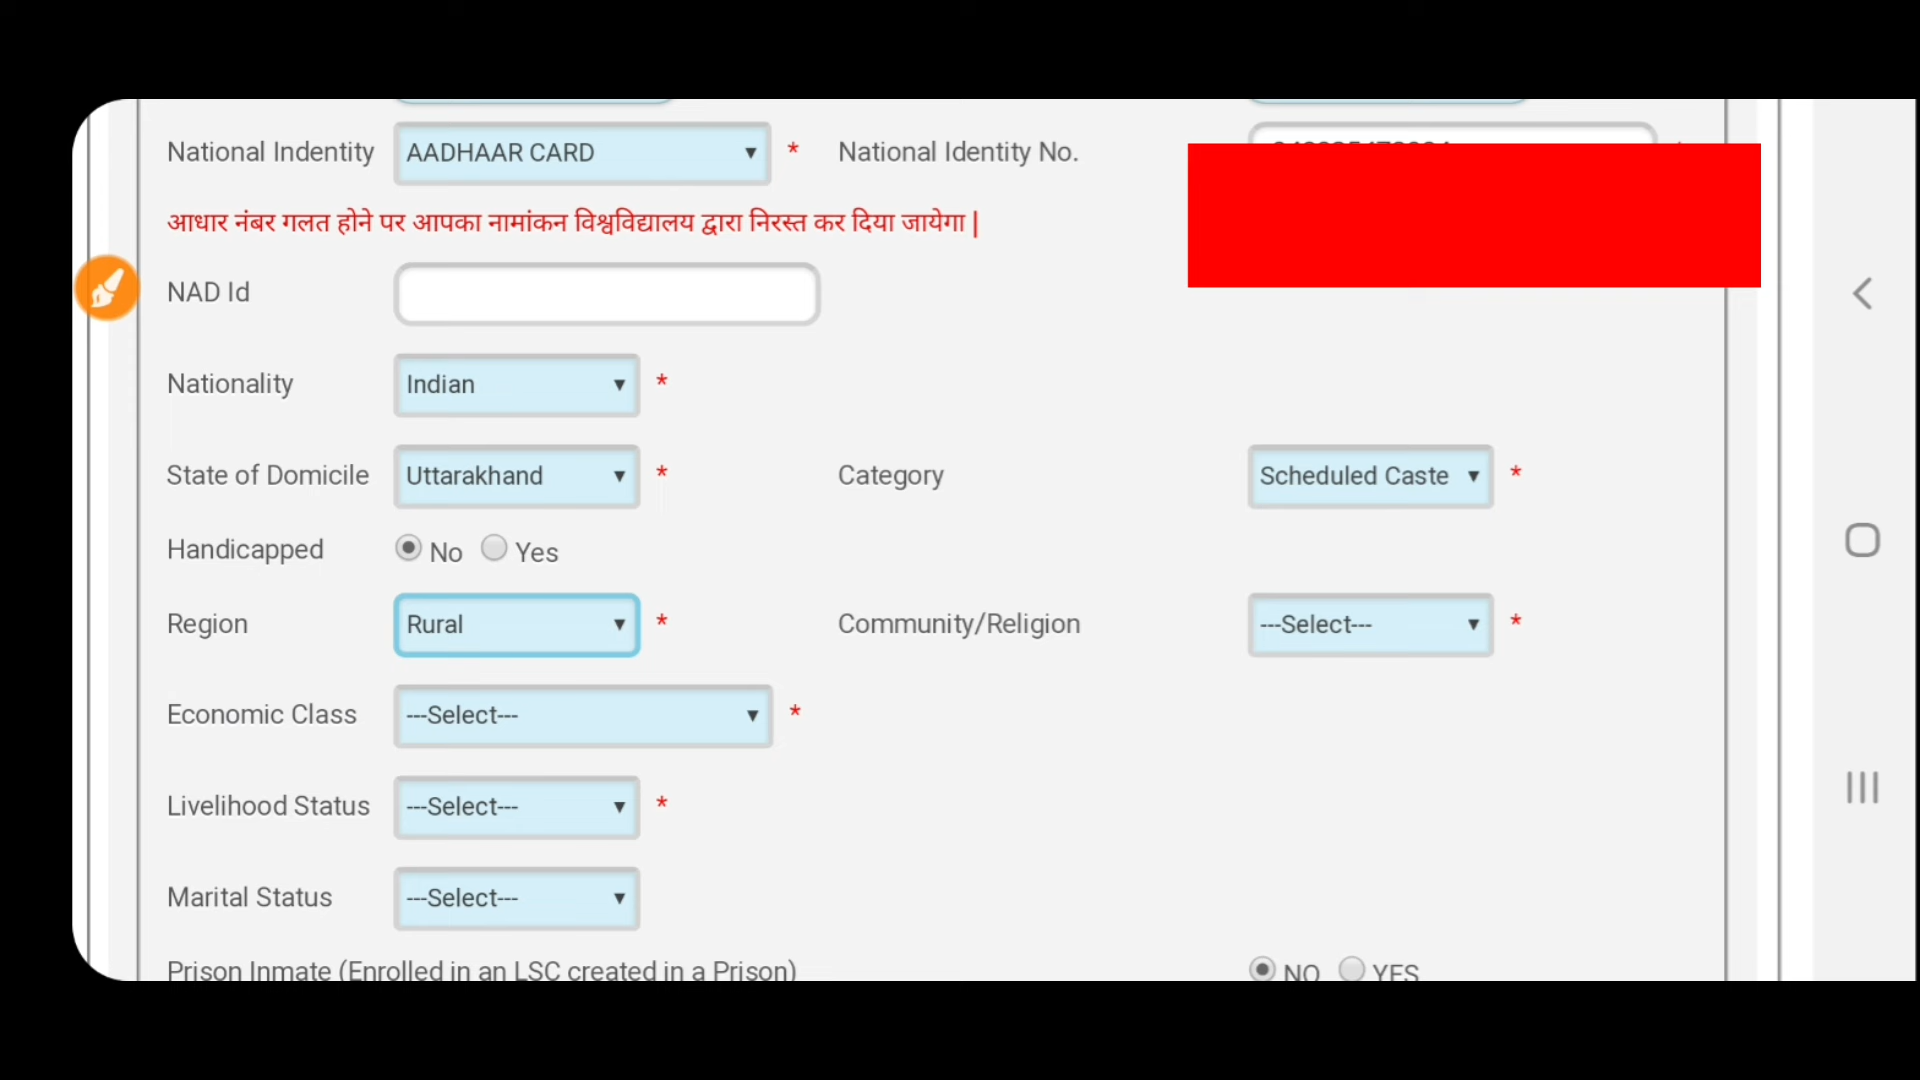 National Indentity AADHAAR CARD ▼ * National Identity No.
आधार नंबर गलत होने पर आपका नामांकन विश्वविद्यालय द्वारा निरस्त कर दिया जायेगा |
NAD Id
Nationality Indian ▼ *
State of Domicile Uttarakhand ▼ * Category Scheduled Caste ▼ *
Handicapped No Yes
Region Rural ▼ * Community/Religion ---Select--- ▼ *
Economic Class ---Select--- ▼ *
Livelihood Status ---Select--- ▼ *
Marital Status ---Select--- ▼
Prison Inmate (Enrolled in an LSC created in a Prison) NO YES